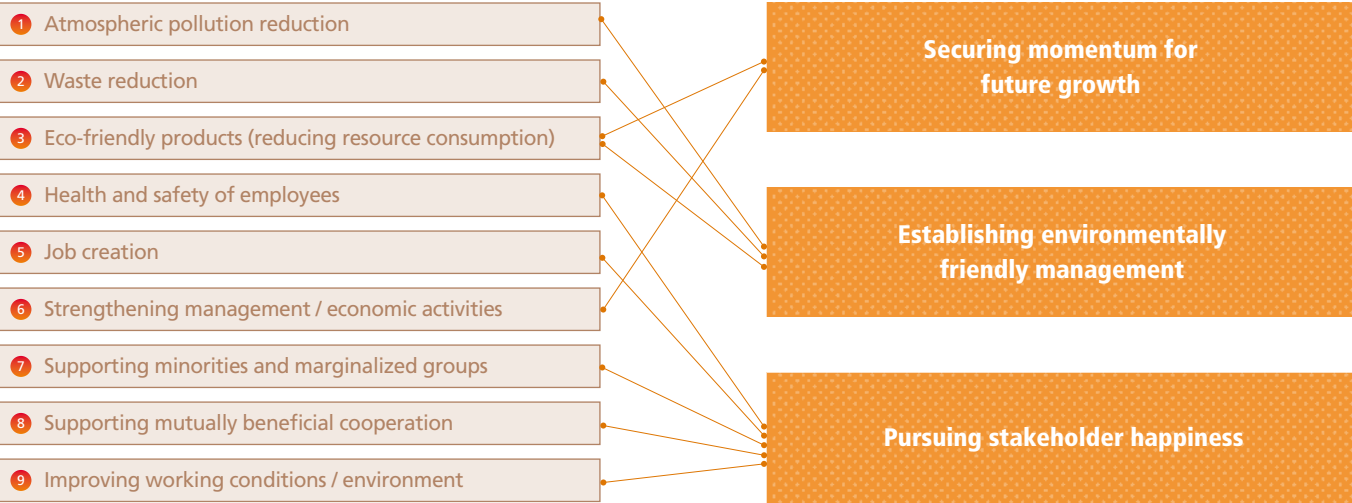 1 Atmospheric pollution reduction
2 Waste reduction
3 Eco-friendly products (reducing resource consumption)
4 Health and safety of employees
5 Job creation
6 Strengthening management / economic activities
7 Supporting minorities and marginalized groups
8 Supporting mutually beneficial cooperation
9 Improving working conditions / environment
Securing momentum for
future growth
Establishing environmentally
friendly management
Pursuing stakeholder happiness